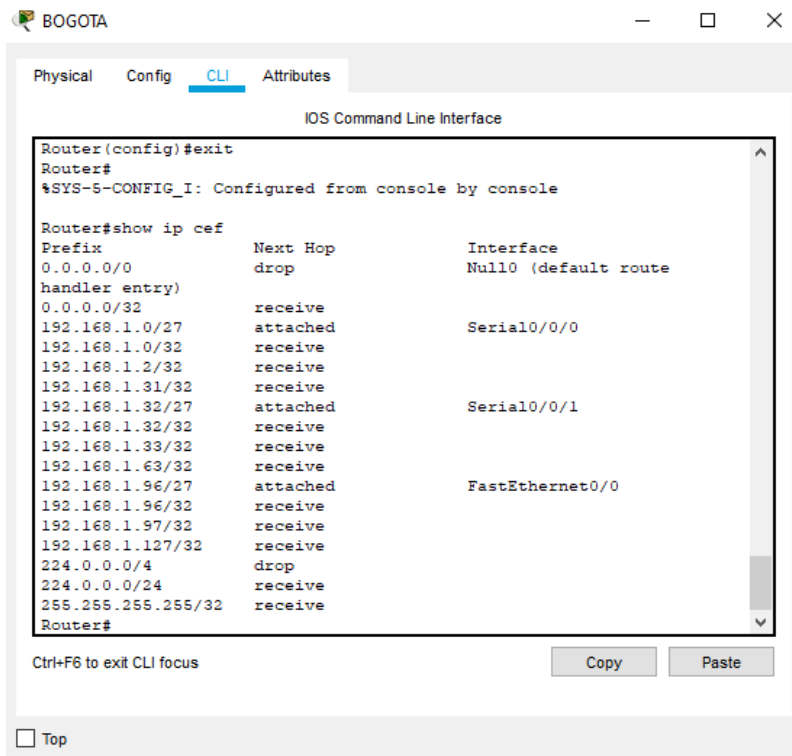 BOGOTA
Physical Config CLI Attributes
IOS Command Line Interface
Router(config)#exit
Router#
%SYS-5-CONFIG_I: Configured from console by console
Router#show ip cef
Prefix Next Hop Interface
0.0.0.0/0 drop Null0 (default route
handler entry)
0.0.0.0/32 receive
192.168.1.0/27 attached Serial0/0/0
192.168.1.0/32 receive
192.168.1.2/32 receive
192.168.1.31/32 receive
192.168.1.32/27 attached Serial0/0/1
192.168.1.32/32 receive
192.168.1.33/32 receive
192.168.1.63/32 receive
192.168.1.96/27 attached FastEthernet0/0
192.168.1.96/32 receive
192.168.1.97/32 receive
192.168.1.127/32 receive
224.0.0.0/4 drop
224.0.0.0/24 receive
255.255.255.255/32 receive
Router#
Ctrl+F6 to exit CLI focus Copy Paste
Top